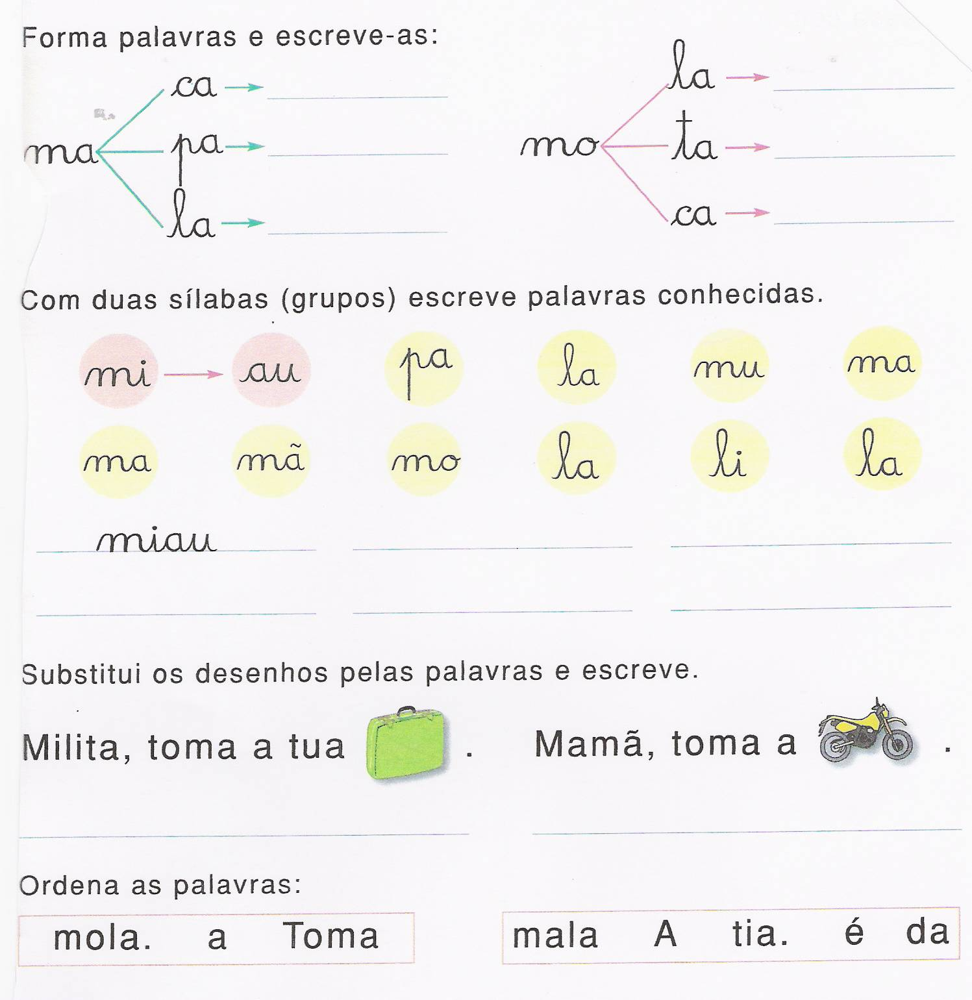 Forma palavras e escreve-as:
ca
la
ma
pa
mo
ta
la
ca
Com duas sílabas (grupos) escreve palavras conhecidas.
mi au pa la mu ma
ma mã mo la li la
miau
Substitui os desenhos pelas palavras e escreve.
Milita, toma a tua . Mamã, toma a .
Ordena as palavras:
mola. a Toma mala A tia. é da